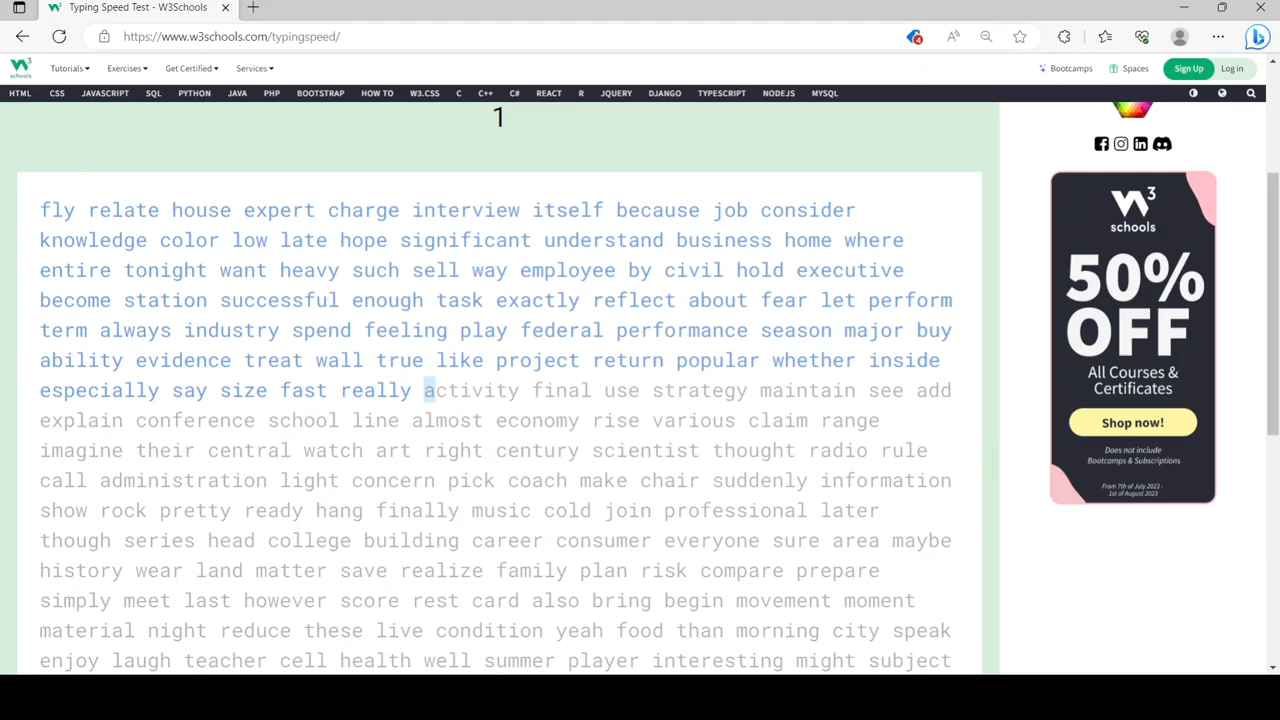 Typing Speed Test - W3Schools
https://www.w3schools.com/typingspeed/
4
3
schools
Tutorials Exercises Get Certified Services Bootcamps Spaces Sign Up Log in
HTML CSS JAVASCRIPT SQL PYTHON JAVA PHP BOOTSTRAP HOW TO W3.CSS C C++ C# REACT R JQUERY DJANGO TYPESCRIPT NODEJS MYSQL
1
fly relate house expert charge interview itself because job consider
knowledge color low late hope significant understand business home where
entire tonight want heavy such sell way employee by civil hold executive
become station successful enough task exactly reflect about fear let perform
term always industry spend feeling play federal performance season major buy
ability evidence treat wall true like project return popular whether inside
especially say size fast really activity final use strategy maintain see add
explain conference school line almost economy rise various claim range
imagine their central watch art right century scientist thought radio rule
call administration light concern pick coach make chair suddenly information
show rock pretty ready hang finally music cold join professional later
though series head college building career consumer everyone sure area maybe
history wear land matter save realize family plan risk compare prepare
simply meet last however score rest card also bring begin movement moment
material night reduce these live condition yeah food than morning city speak
enjoy laugh teacher cell health well summer player interesting might subject
W3
schools
50%
OFF
All Courses &
Certificates
Shop now!
Does not include
Bootcamps & Subscriptions
From 7th of July 2023 -
1st of August 2023